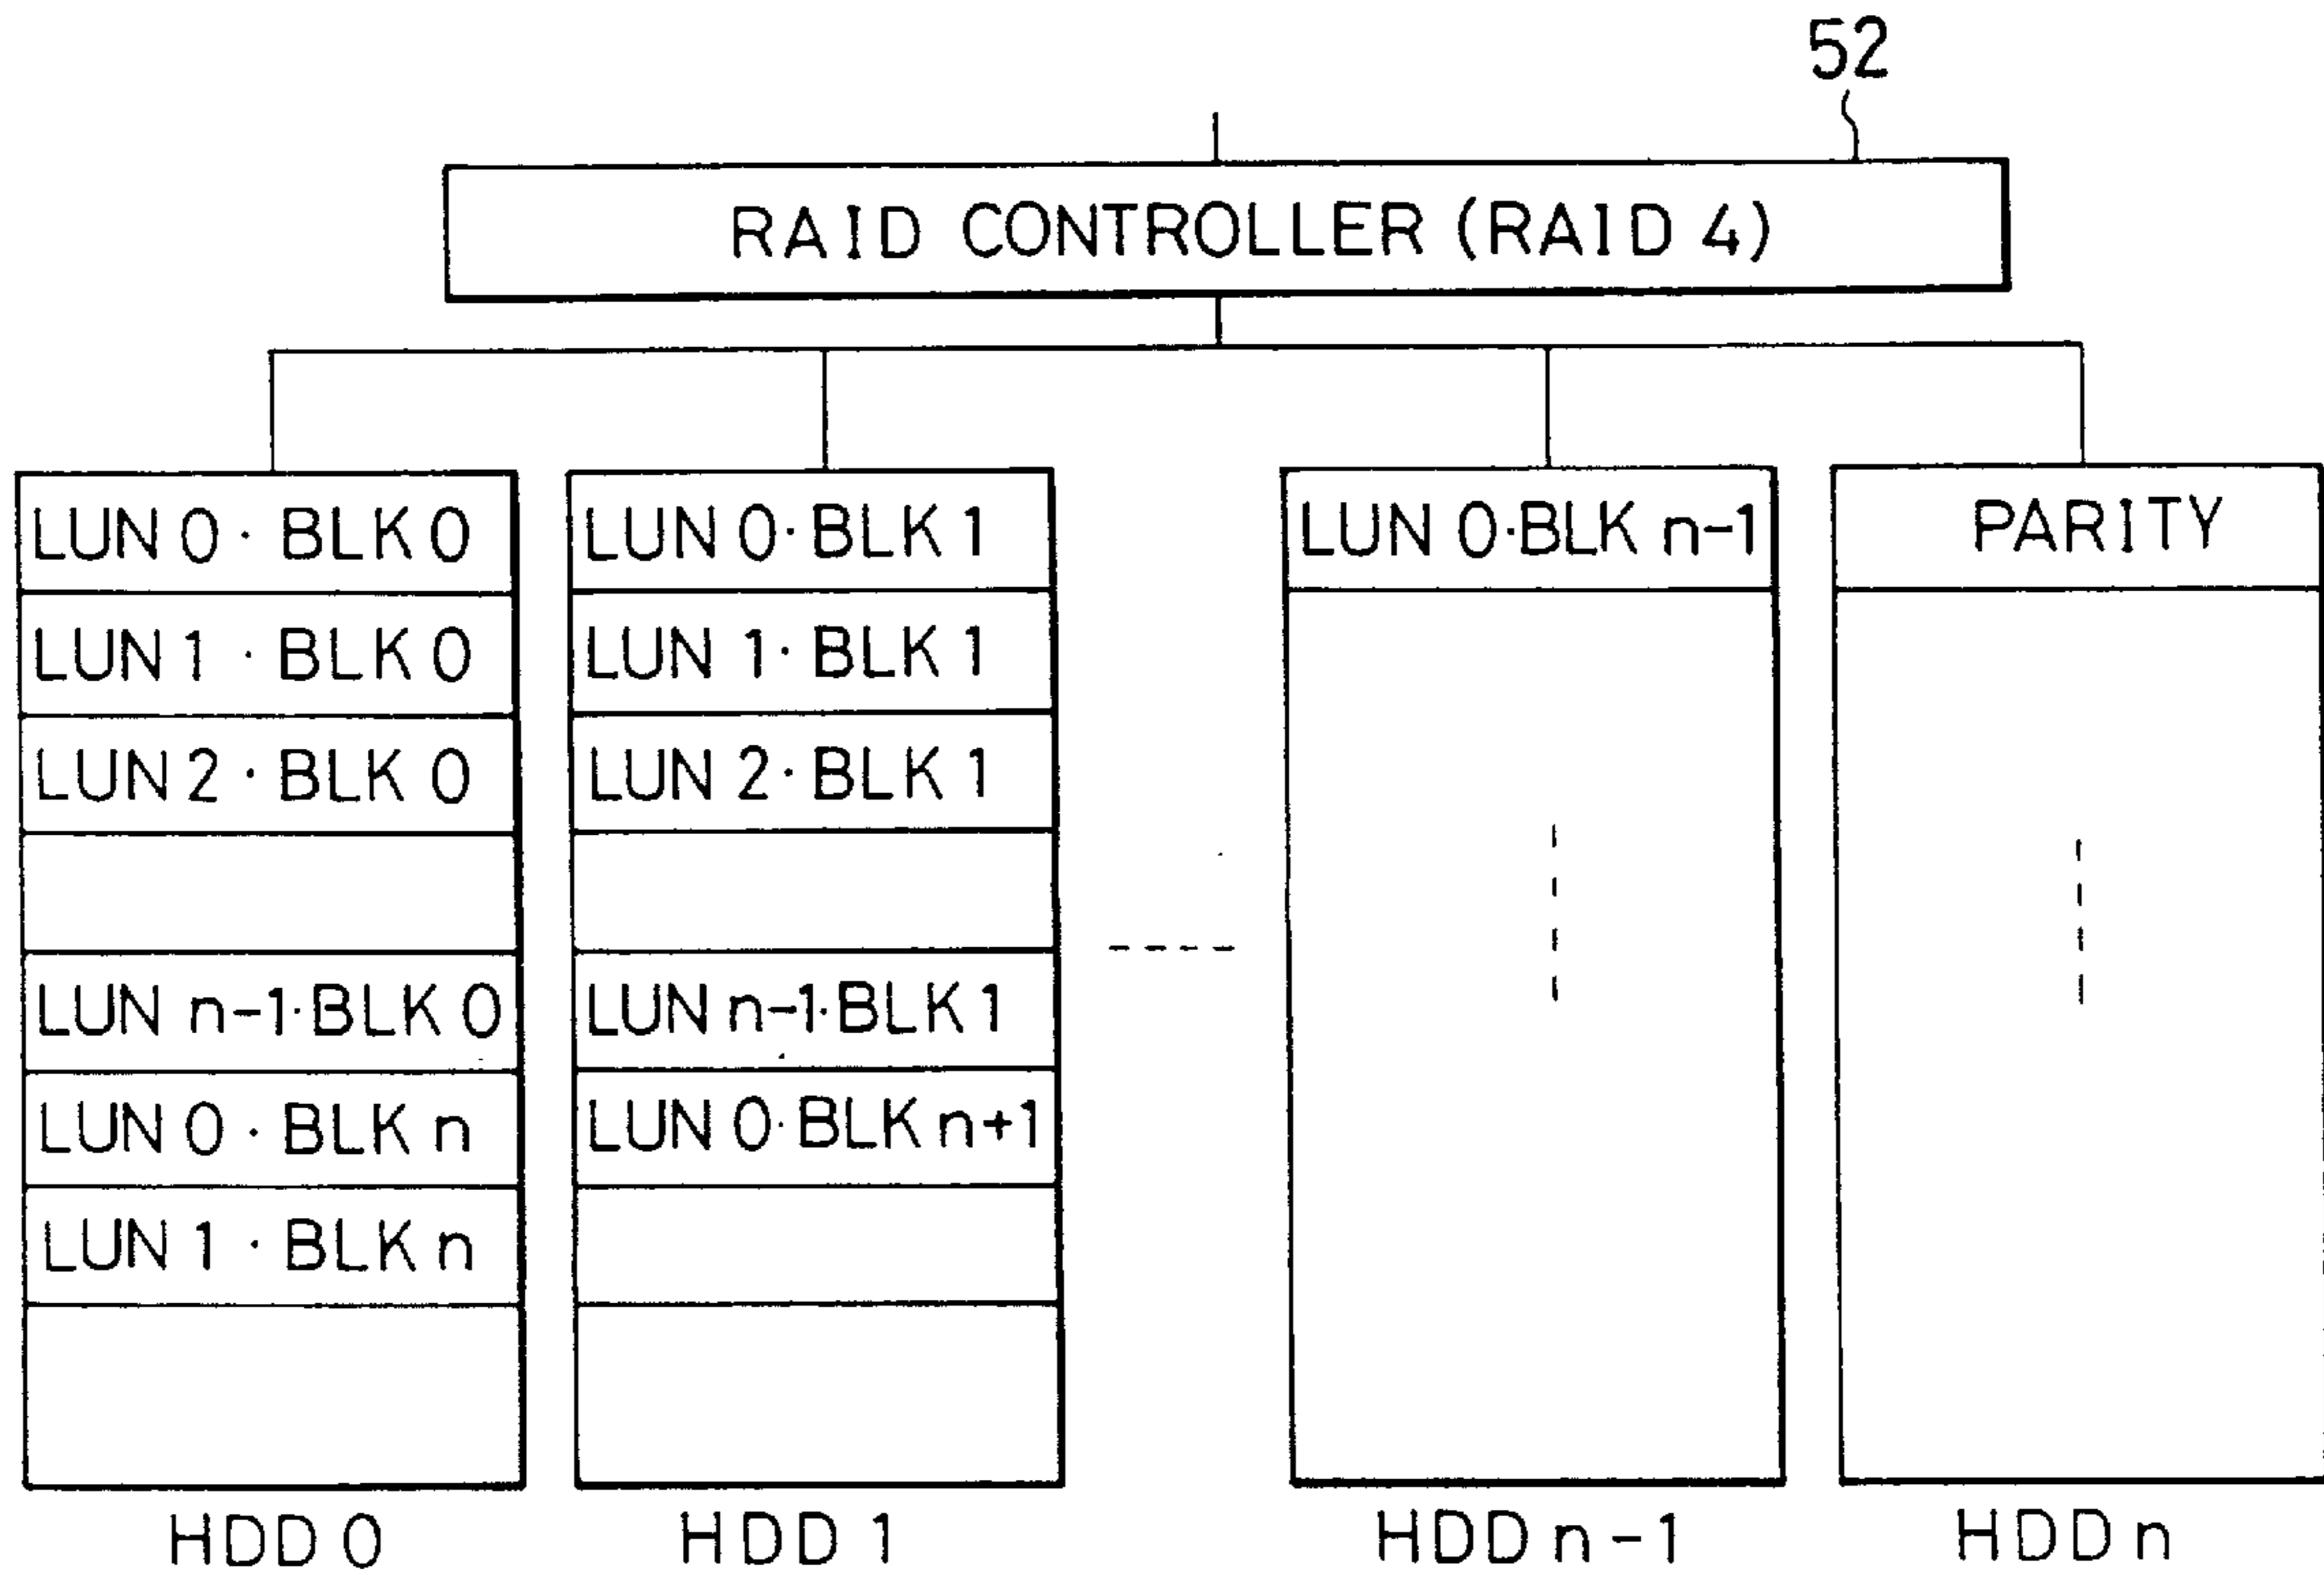 52
RAID CONTROLLER (RAID 4)
LUN 0 · BLK 0
LUN 1 · BLK 0
LUN 2 · BLK 0
LUN n-1 · BLK 0
LUN 0 · BLK n
LUN 1 · BLK n
HDD 0
LUN 0 · BLK 1
LUN 1 · BLK 1
LUN 2 · BLK 1
LUN n-1 · BLK 1
LUN 0 · BLK n+1
HDD 1
LUN 0 · BLK n-1
HDD n-1
PARITY
HDD n